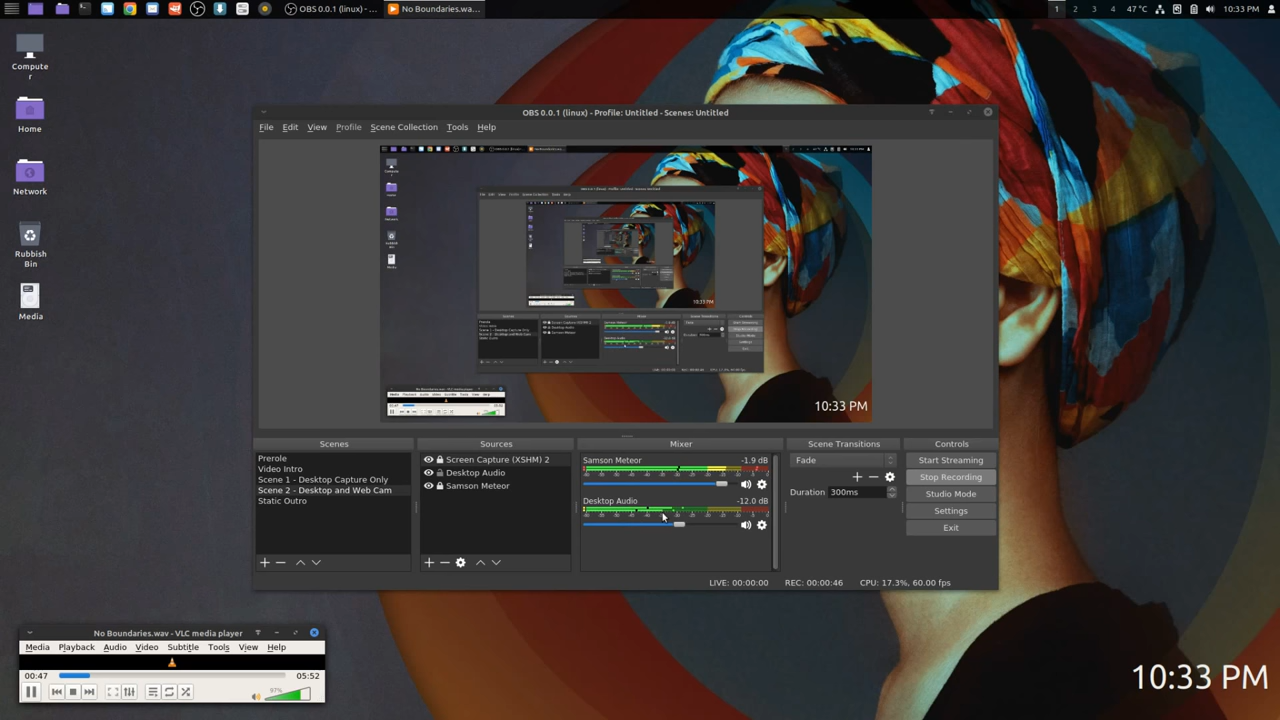 OBS 0.0.1 (linux) - ...
No Boundaries.wa...
1 2 3 4 47 °C 10:33 PM
Compute
r
Home
Network
Rubbish
Bin
Media
OBS 0.0.1 (linux) - Profile: Untitled - Scenes: Untitled
File Edit View Profile Scene Collection Tools Help
10:33 PM
Scenes Sources Mixer Scene Transitions Controls
Prerole
Video Intro
Scene 1 - Desktop Capture Only
Scene 2 - Desktop and Web Cam
Static Outro
Screen Capture (XSHM) 2
Desktop Audio
Samson Meteor
Samson Meteor -1.9 dB
Desktop Audio -12.0 dB
Fade
Duration 300ms
Start Streaming
Stop Recording
Studio Mode
Settings
Exit
LIVE: 00:00:00 REC: 00:00:46 CPU: 17.3%, 60.00 fps
No Boundaries.wav - VLC media player
Media Playback Audio Video Subtitle Tools View Help
00:47 05:52
97%
10:33 PM